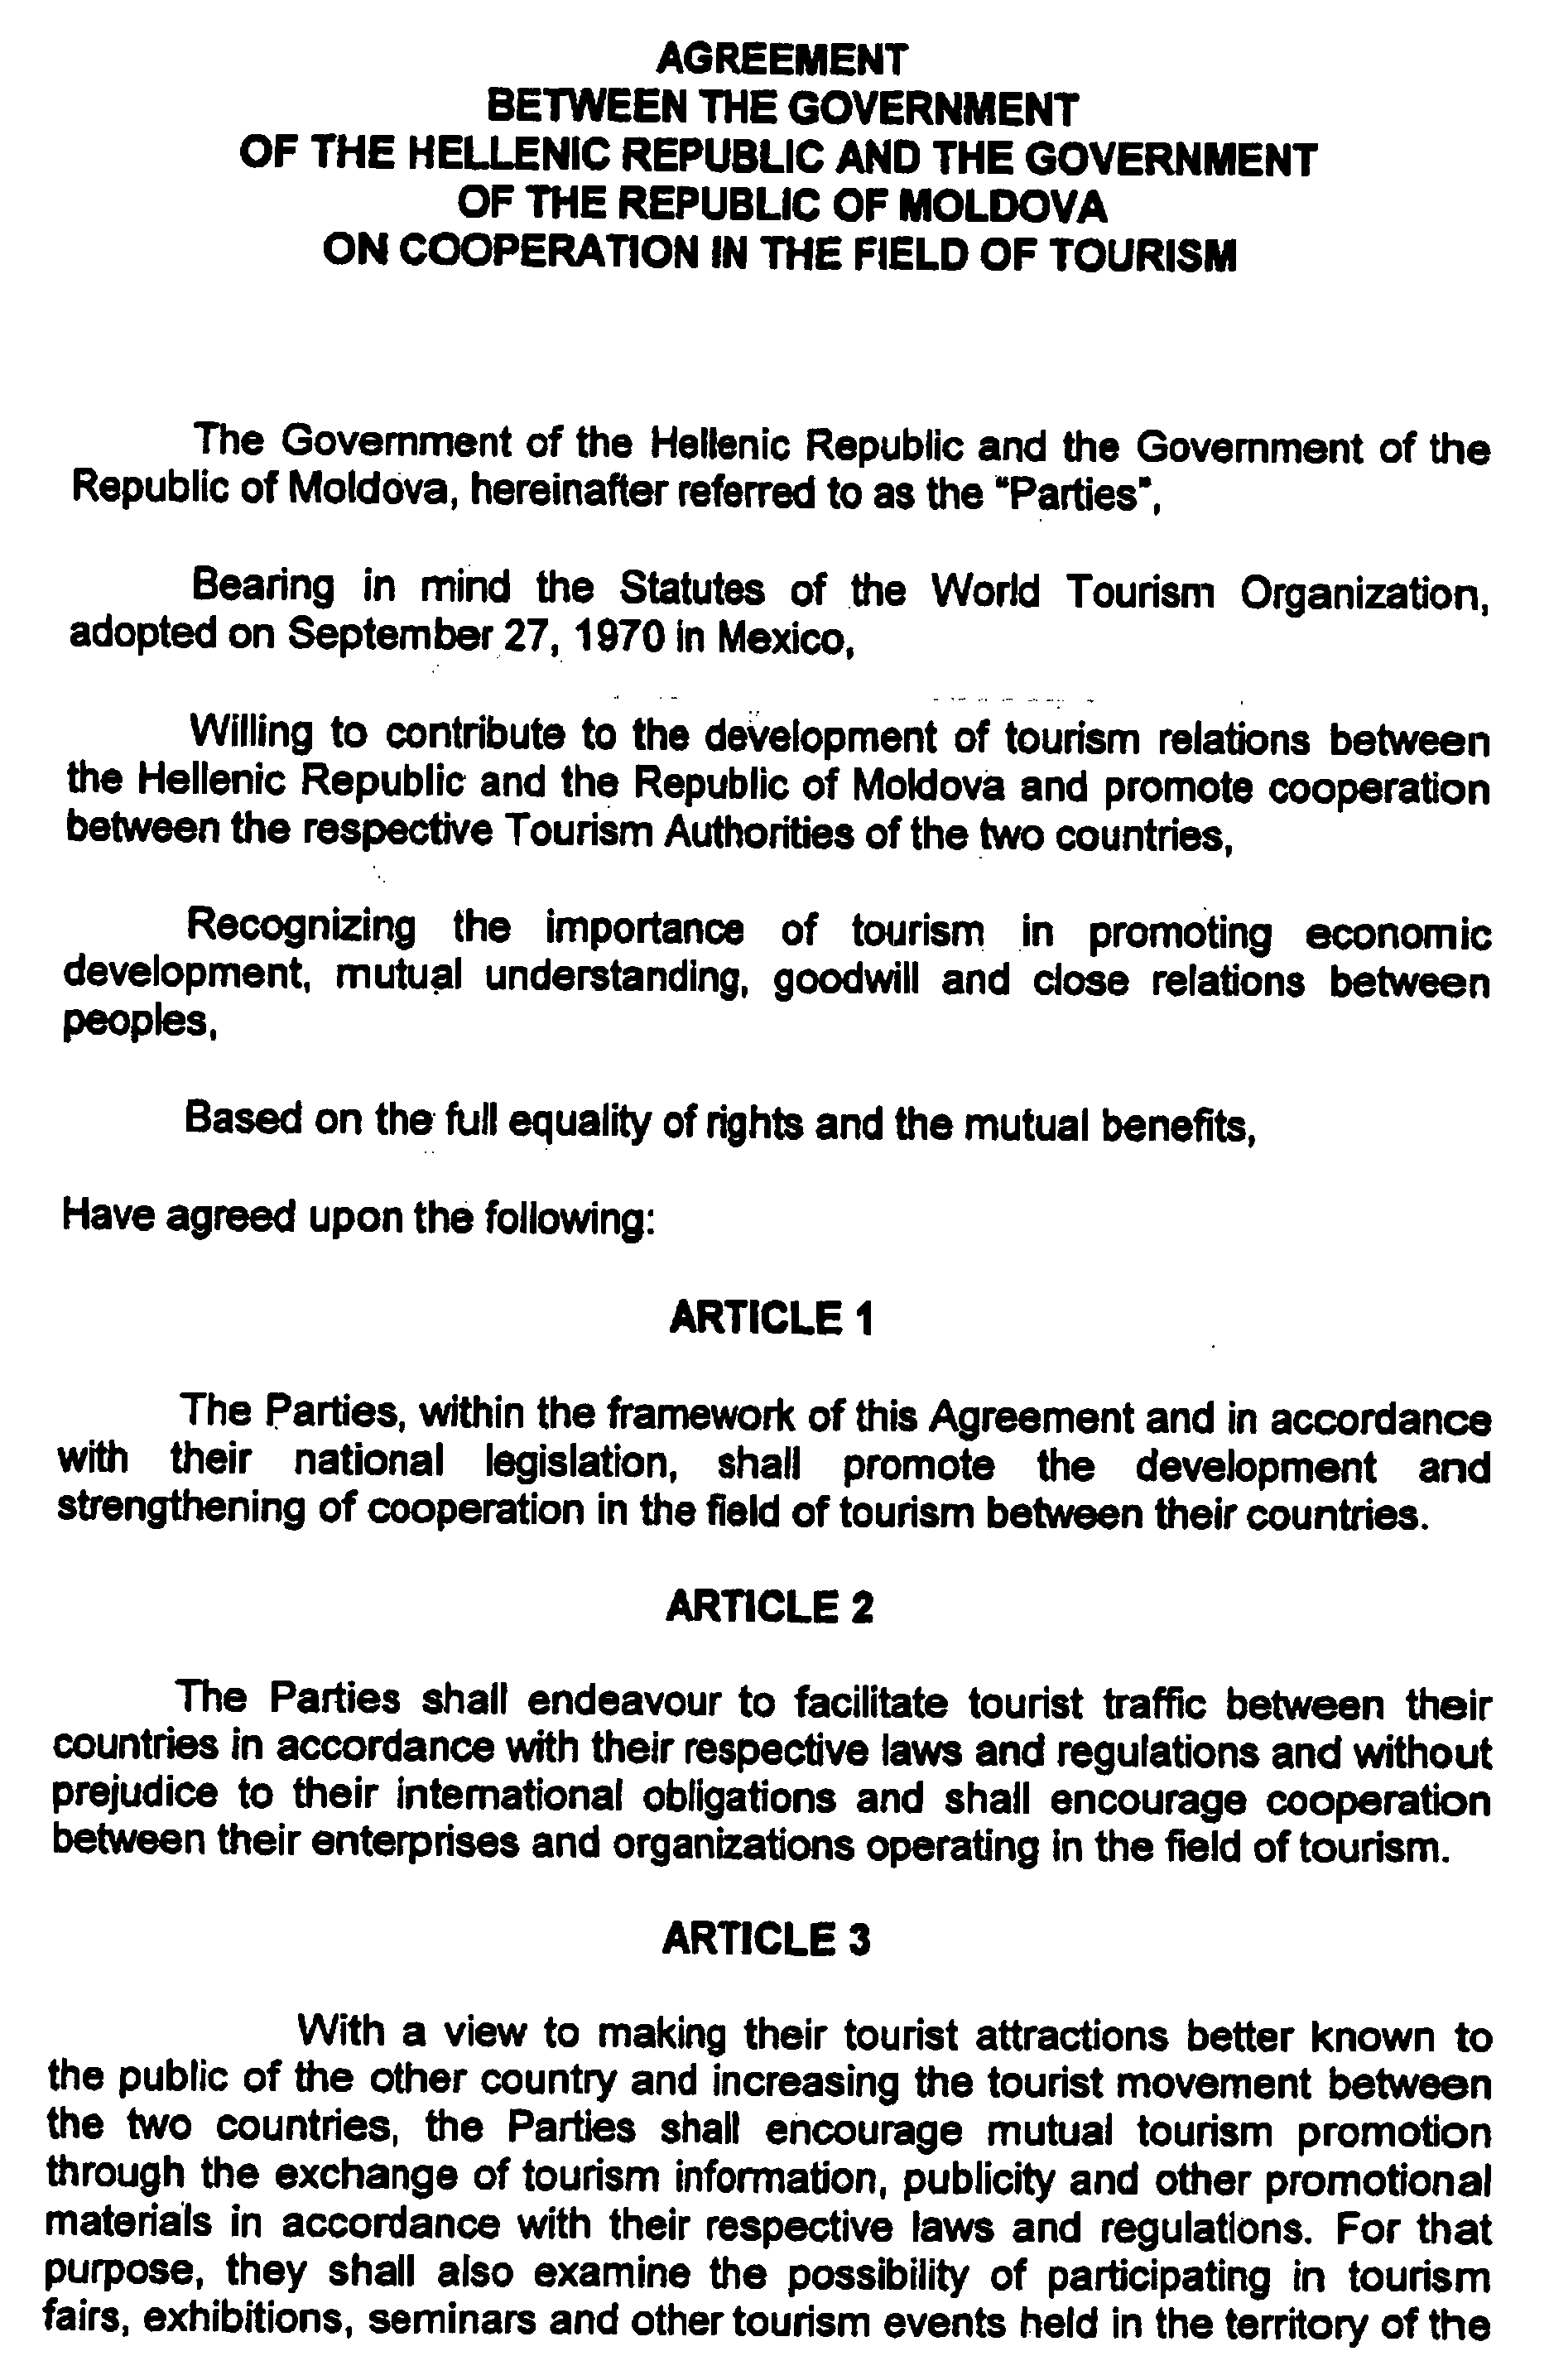 AGREEMENT
BETWEEN THE GOVERNMENT
OF THE HELLENIC REPUBLIC AND THE GOVERNMENT
OF THE REPUBLIC OF MOLDOVA
ON COOPERATION IN THE FIELD OF TOURISM
The Government of the Hellenic Republic and the Government of the
Republic of Moldova, hereinafter referred to as the "Parties",
Bearing in mind the Statutes of the World Tourism Organization,
adopted on September 27, 1970 in Mexico,
Willing to contribute to the development of tourism relations between
the Hellenic Republic and the Republic of Moldova and promote cooperation
between the respective Tourism Authorities of the two countries,
Recognizing the importance of tourism in promoting economic
development, mutual understanding, goodwill and close relations between
peoples,
Based on the full equality of rights and the mutual benefits,
Have agreed upon the following:
ARTICLE 1
The Parties, within the framework of this Agreement and in accordance
with their national legislation, shall promote the development and
strengthening of cooperation in the field of tourism between their countries.
ARTICLE 2
The Parties shall endeavour to facilitate tourist traffic between their
countries in accordance with their respective laws and regulations and without
prejudice to their international obligations and shall encourage cooperation
between their enterprises and organizations operating in the field of tourism.
ARTICLE 3
With a view to making their tourist attractions better known to
the public of the other country and increasing the tourist movement between
the two countries, the Parties shall encourage mutual tourism promotion
through the exchange of tourism information, publicity and other promotional
materials in accordance with their respective laws and regulations. For that
purpose, they shall also examine the possibility of participating in tourism
fairs, exhibitions, seminars and other tourism events held in the territory of the